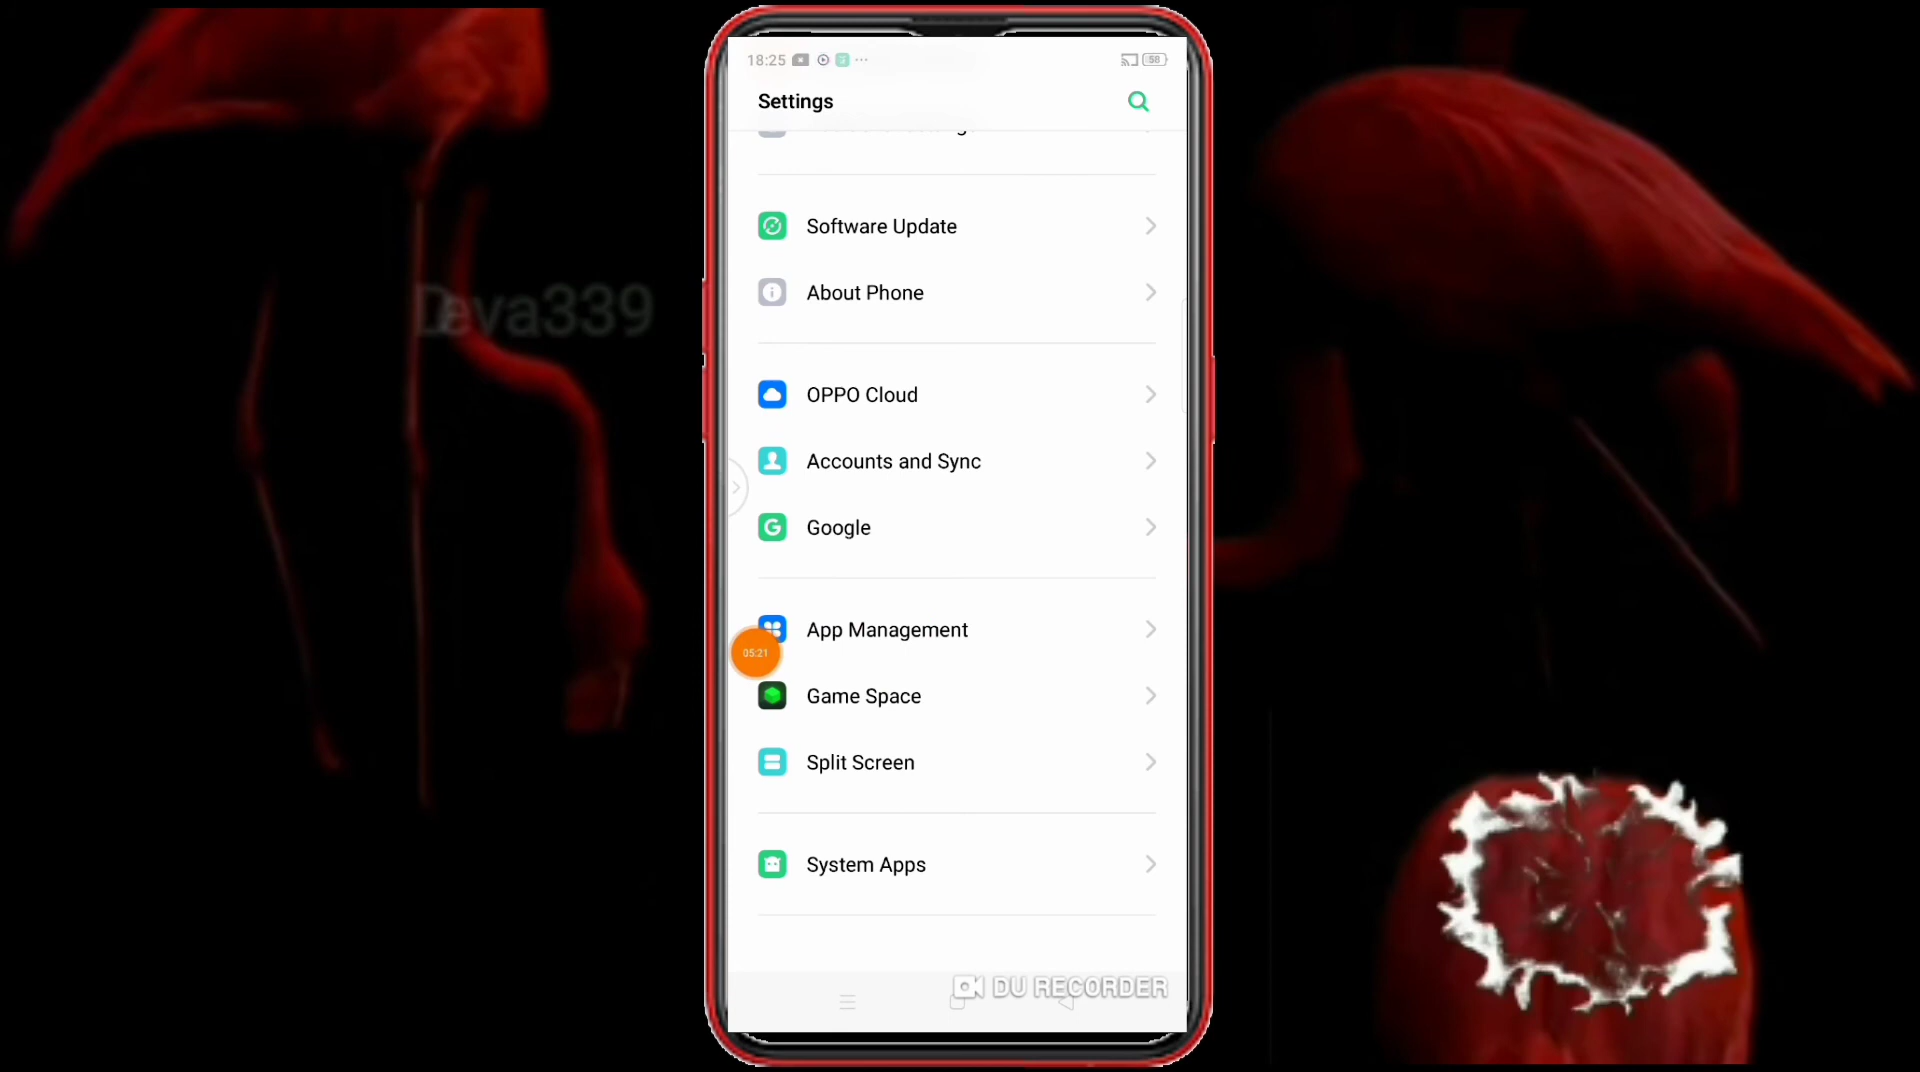 18:25
58
Settings
Software Update
About Phone
Deva339
OPPO Cloud
Accounts and Sync
Google
App Management
05:21
Game Space
Split Screen
System Apps
DU RECORDER